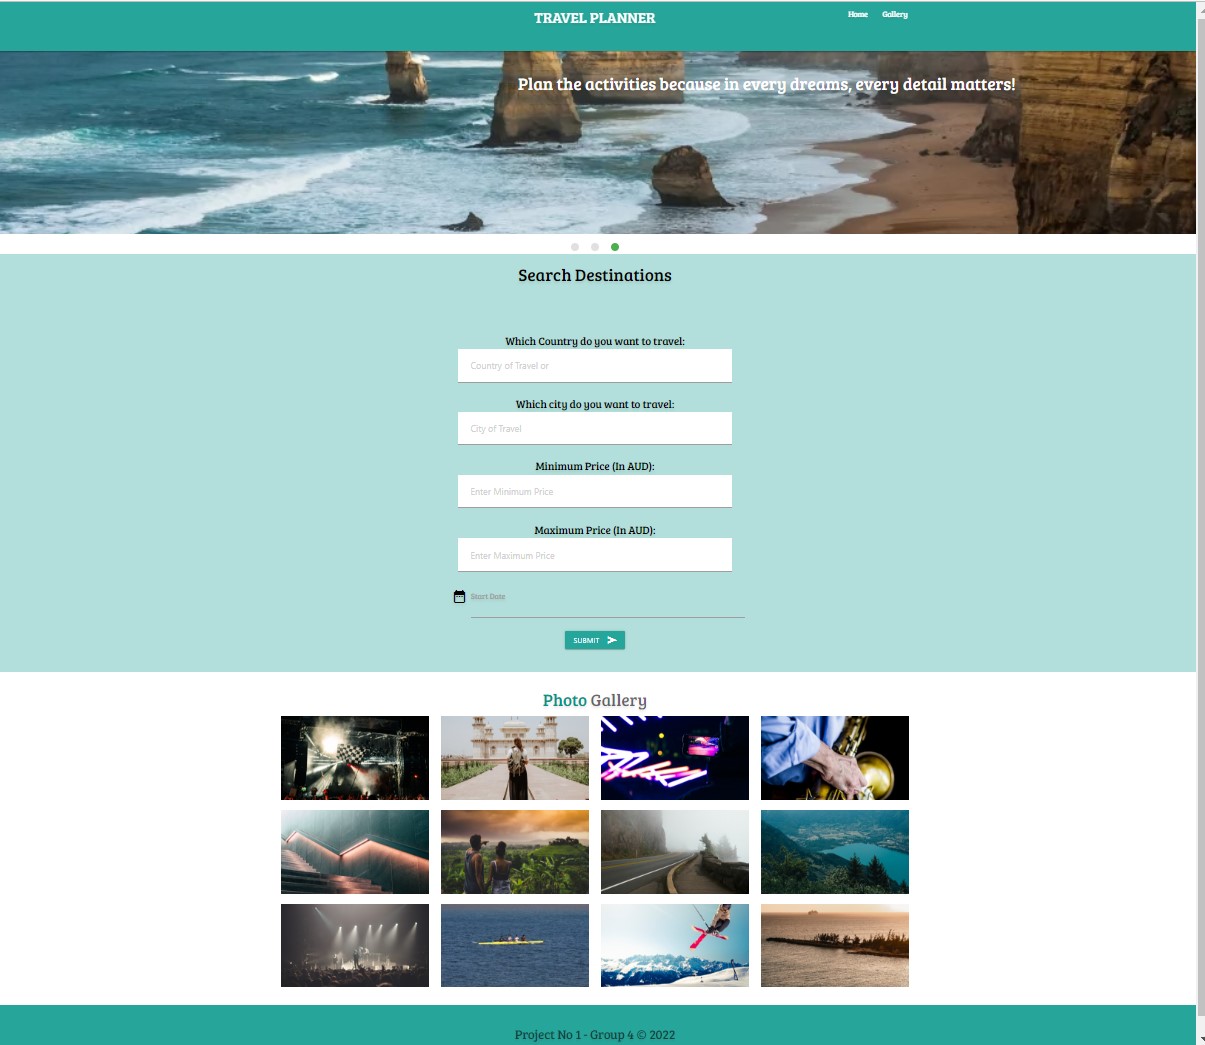 TRAVEL PLANNER
Home Gallery
Plan the activities because in every dreams, every detail matters!
Search Destinations
Which Country do you want to travel:
Country of Travel or
Which city do you want to travel:
City of Travel
Minimum Price (In AUD):
Enter Minimum Price
Maximum Price (In AUD):
Enter Maximum Price
Start Date
SUBMIT
Photo Gallery
Project No 1 - Group 4 © 2022